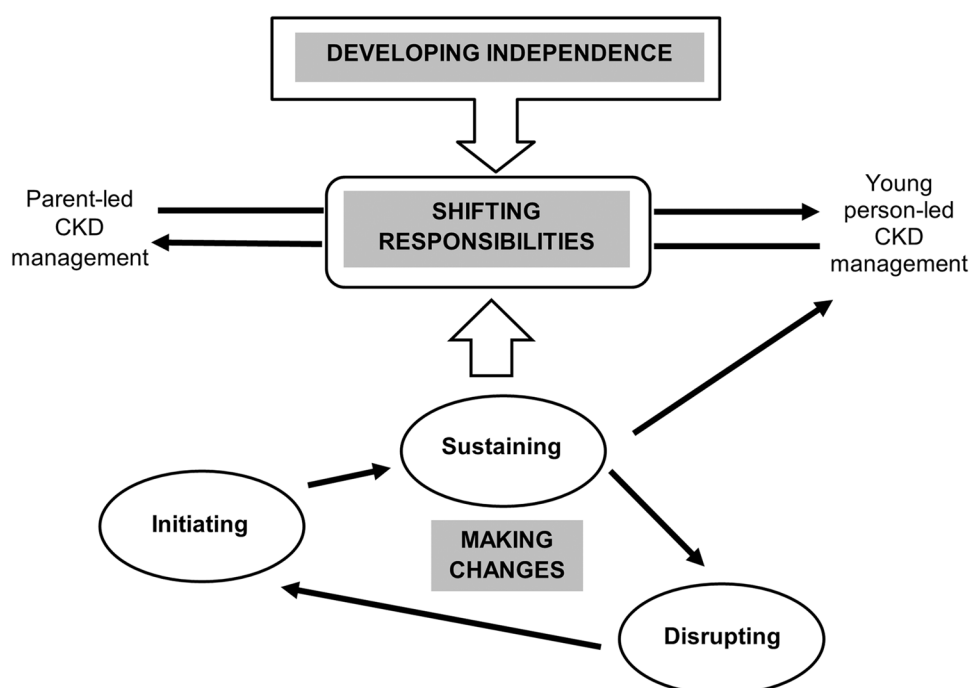 DEVELOPING INDEPENDENCE
Parent-led
CKD
management
SHIFTING
RESPONSIBILITIES
Young
person-led
CKD
management
Sustaining
Initiating
MAKING
CHANGES
Disrupting